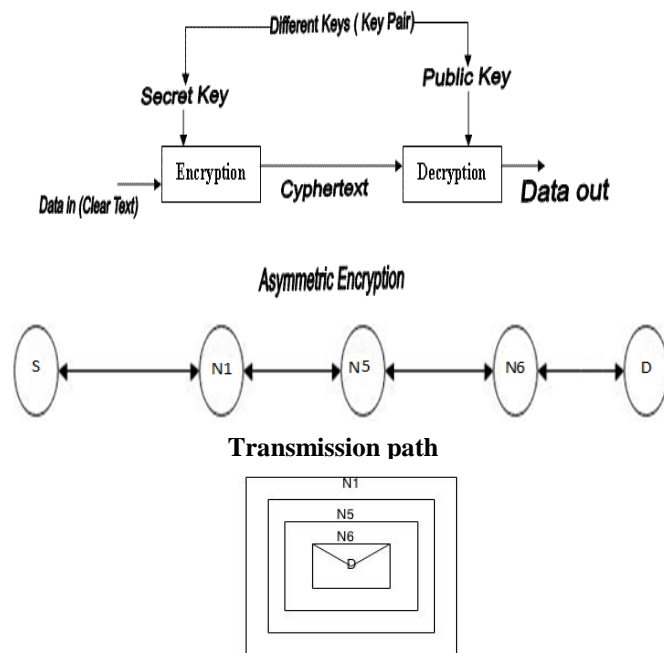 Different Keys ( Key Pair)
Secret Key
Public Key
Encryption
Decryption
Data In (Clear Text)
Cyphertext
Data out
Asymmetric Encryption
S
N1
N5
N6
D
Transmission path
N1
N5
N6
D